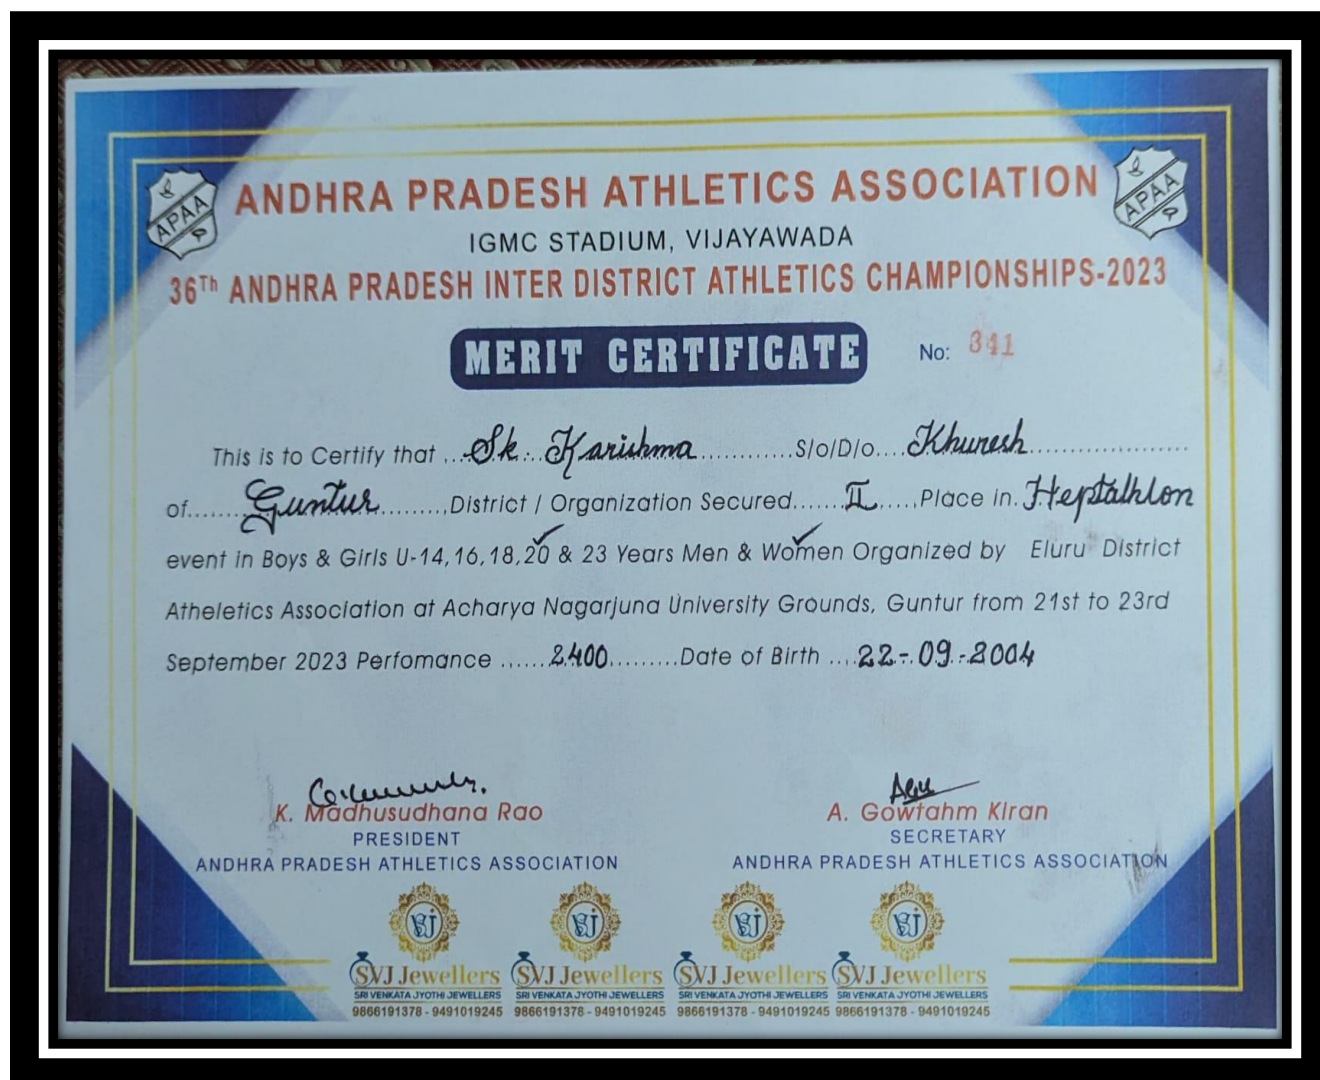 APAA
ANDHRA PRADESH ATHLETICS ASSOCIATION
APAA
IGMC STADIUM, VIJAYAWADA
36Th ANDHRA PRADESH INTER DISTRICT ATHLETICS CHAMPIONSHIPS-2023
MERIT CERTIFICATE No: 341
This is to Certify that ....Sk. Karishma............S/o/D/o....Khuresh......................
of........Guntur..........District / Organization Secured.......II.....Place in. Heptathlon
event in Boys & Girls U-14,16,18,20 & 23 Years Men & Women Organized by Eluru District
Atheletics Association at Acharya Nagarjuna University Grounds, Guntur from 21st to 23rd
September 2023 Perfomance ......2400.........Date of Birth ....22-.09.-2004
K. Madhusudhana Rao A. Gowtahm Kiran
PRESIDENT SECRETARY
ANDHRA PRADESH ATHLETICS ASSOCIATION ANDHRA PRADESH ATHLETICS ASSOCIATION
SVJ SVJ SVJ SVJ
SVJ Jewellers SVJ Jewellers SVJ Jewellers SVJ Jewellers
SRI VENKATA JYOTHI JEWELLERS SRI VENKATA JYOTHI JEWELLERS SRI VENKATA JYOTHI JEWELLERS SRI VENKATA JYOTHI JEWELLERS
9866191378 - 9491019245 9866191378 - 9491019245 9866191378 - 9491019245 9866191378 - 9491019245